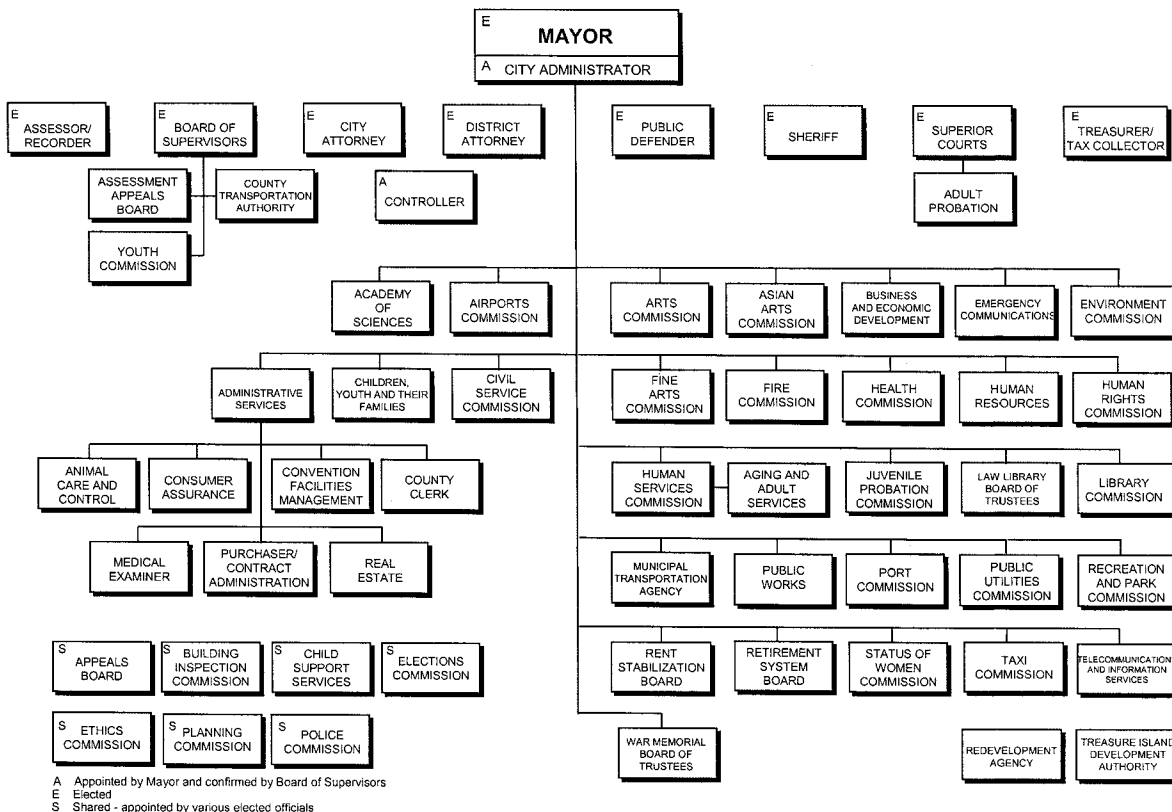 E
MAYOR
A CITY ADMINISTRATOR
E
ASSESSOR/
RECORDER
E
BOARD OF
SUPERVISORS
E
CITY
ATTORNEY
E
DISTRICT
ATTORNEY
E
PUBLIC
DEFENDER
E
SHERIFF
E
SUPERIOR
COURTS
E
TREASURER/
TAX COLLECTOR
ASSESSMENT
APPEALS
BOARD
COUNTY
TRANSPORTATION
AUTHORITY
A
CONTROLLER
ADULT
PROBATION
YOUTH
COMMISSION
ACADEMY
OF
SCIENCES
AIRPORTS
COMMISSION
ARTS
COMMISSION
ASIAN
ARTS
COMMISSION
BUSINESS
AND ECONOMIC
DEVELOPMENT
EMERGENCY
COMMUNICATIONS
ENVIRONMENT
COMMISSION
ADMINISTRATIVE
SERVICES
CHILDREN,
YOUTH AND THEIR
FAMILIES
CIVIL
SERVICE
COMMISSION
FINE
ARTS
COMMISSION
FIRE
COMMISSION
HEALTH
COMMISSION
HUMAN
RESOURCES
HUMAN
RIGHTS
COMMISSION
ANIMAL
CARE AND
CONTROL
CONSUMER
ASSURANCE
CONVENTION
FACILITIES
MANAGEMENT
COUNTY
CLERK
HUMAN
SERVICES
COMMISSION
AGING AND
ADULT
SERVICES
JUVENILE
PROBATION
COMMISSION
LAW LIBRARY
BOARD OF
TRUSTEES
LIBRARY
COMMISSION
MEDICAL
EXAMINER
PURCHASER/
CONTRACT
ADMINISTRATION
REAL
ESTATE
MUNICIPAL
TRANSPORTATION
AGENCY
PUBLIC
WORKS
PORT
COMMISSION
PUBLIC
UTILITIES
COMMISSION
RECREATION
AND PARK
COMMISSION
S
APPEALS
BOARD
S
BUILDING
INSPECTION
COMMISSION
S
CHILD
SUPPORT
SERVICES
S
ELECTIONS
COMMISSION
RENT
STABILIZATION
BOARD
RETIREMENT
SYSTEM
BOARD
STATUS OF
WOMEN
COMMISSION
TAXI
COMMISSION
TELECOMMUNICATIONS
AND INFORMATION
SERVICES
S
ETHICS
COMMISSION
S
PLANNING
COMMISSION
S
POLICE
COMMISSION
WAR MEMORIAL
BOARD OF
TRUSTEES
REDEVELOPMENT
AGENCY
TREASURE ISLAND
DEVELOPMENT
AUTHORITY
A Appointed by Mayor and confirmed by Board of Supervisors
E Elected
S Shared - appointed by various elected officials